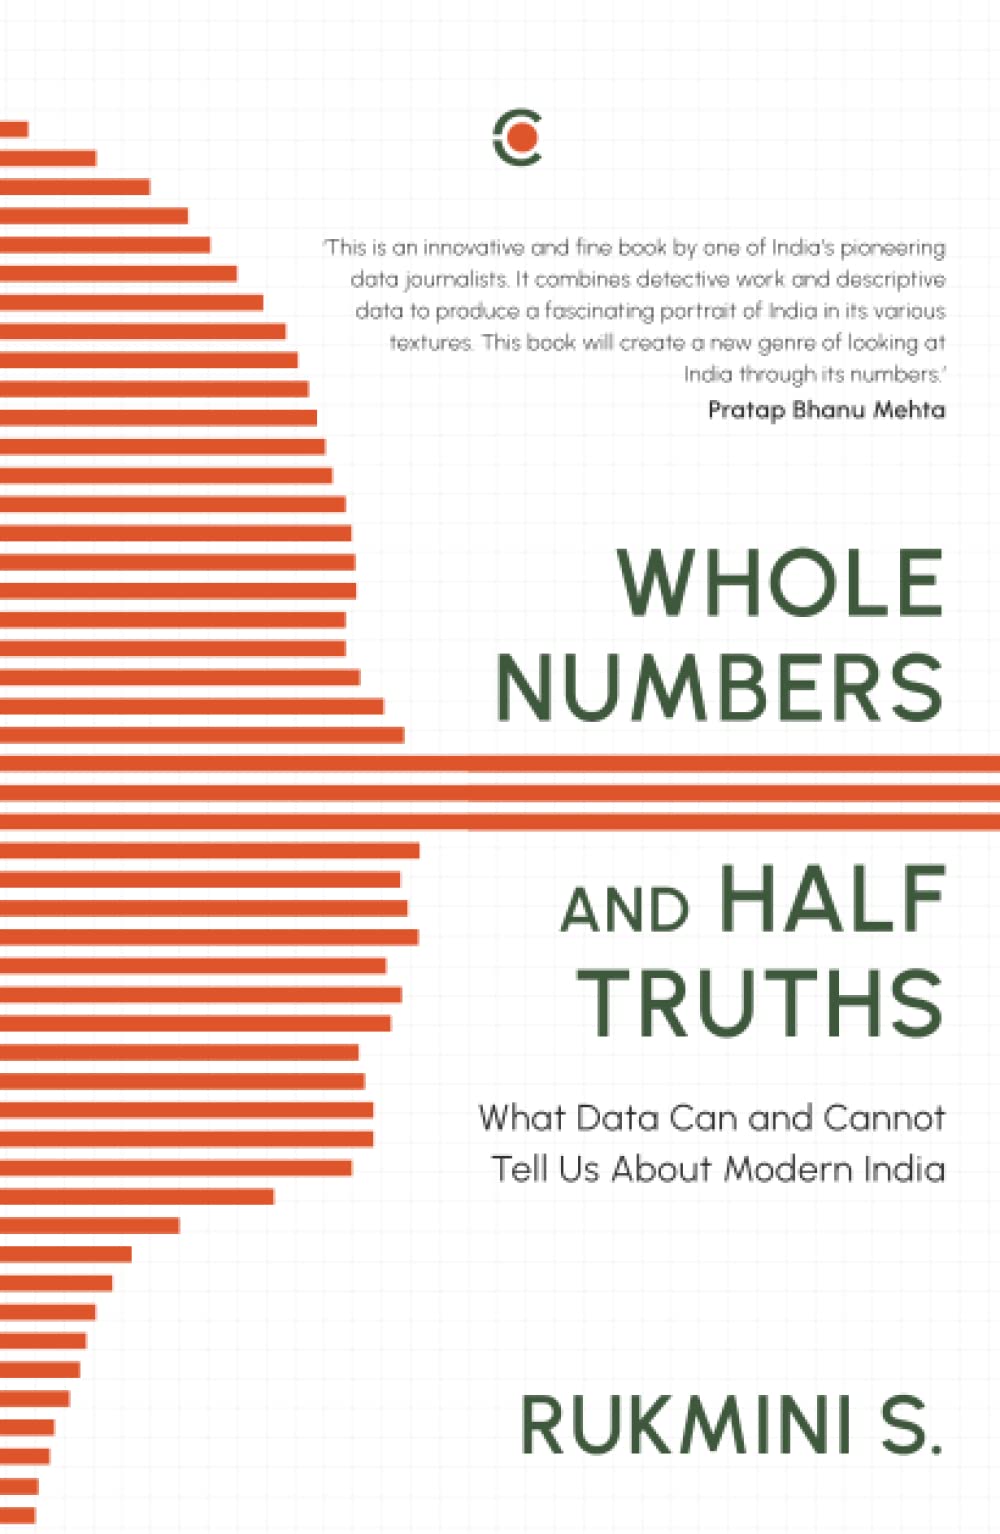 ‘This is an innovative and fine book by one of India’s pioneering
data journalists. It combines detective work and descriptive
data to produce a fascinating portrait of India in its various
textures. This book will create a new genre of looking at
India through its numbers.’
Pratap Bhanu Mehta
WHOLE
NUMBERS
AND HALF
TRUTHS
What Data Can and Cannot
Tell Us About Modern India
RUKMINI S.